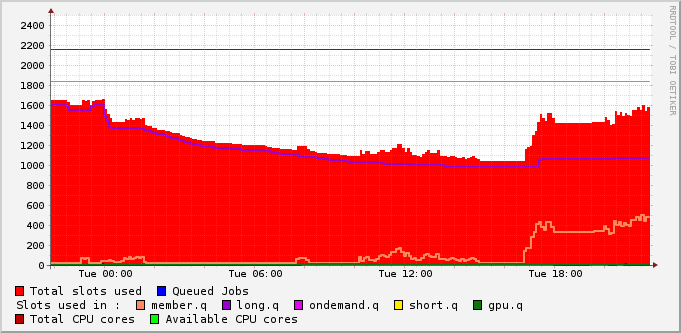 RRDTOOL / TOBI OETIKER
2400
2200
2000
1800
1600
1400
1200
1000
800
600
400
200
0
Tue 00:00 Tue 06:00 Tue 12:00 Tue 18:00
Total slots used Queued Jobs
Slots used in : member.q long.q ondemand.q short.q gpu.q
Total CPU cores Available CPU cores